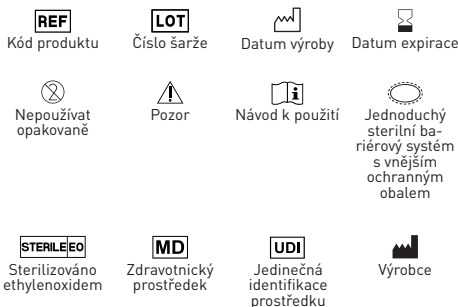 REF LOT
Kód produktu Číslo šarže Datum výroby Datum expirace
2 i
Nepoužívat
opakovaně
Pozor
Návod k použití
Jednoduchý
sterilní ba-
riérový systém
s vnějším
ochranným
obalem
STERILE EO MD UDI
Sterilizováno
ethylenoxidem
Zdravotnický
prostředek
Jedinečná
identifikace
prostředku
Výrobce